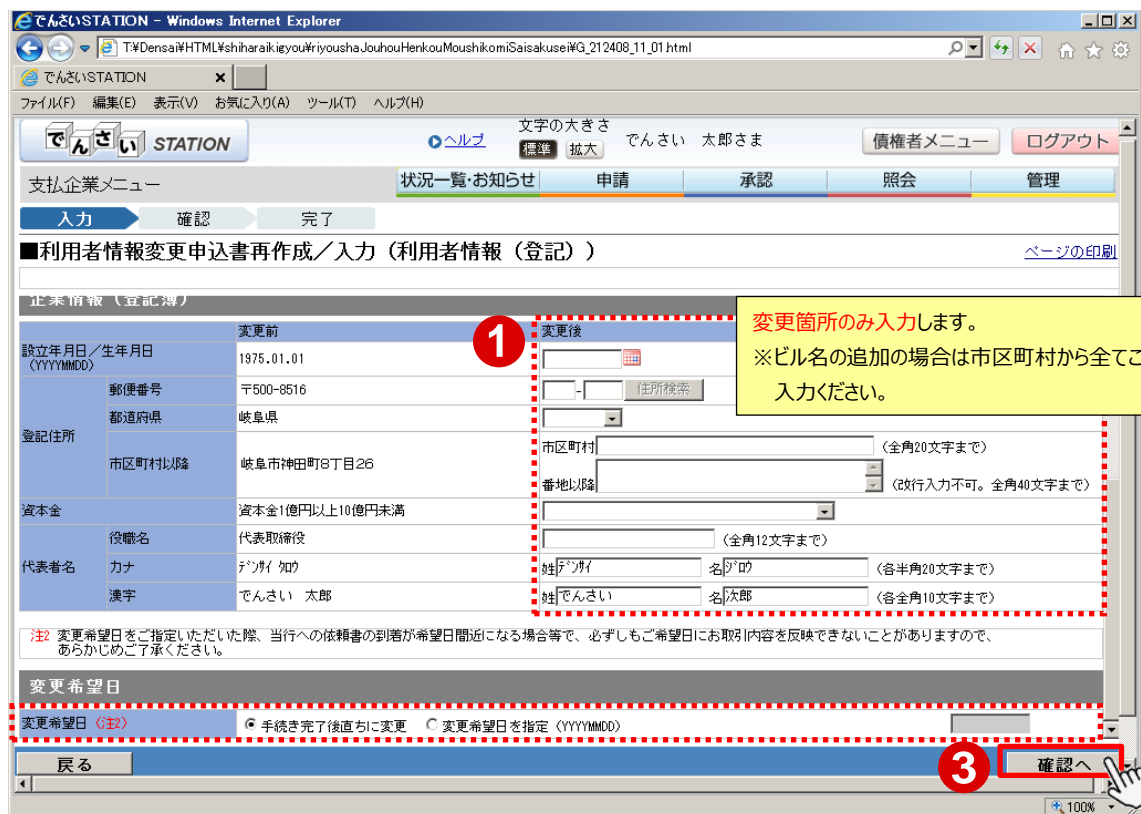 でんさいSTATION - Windows Internet Explorer
T:¥Densai¥HTML¥shiharaikigyou¥riyoushaJouhouHenkouMoushikomiSaisakusei¥G_212408_11_01.html
でんさいSTATION
ファイル(F) 編集(E) 表示(V) お気に入り(A) ツール(T) ヘルプ(H)
でんさい STATION
ヘルプ
文字の大きさ
標準 拡大
でんさい 太郎さま
債権者メニュー
ログアウト
支払企業メニュー
状況一覧・お知らせ 申請 承認 照会 管理
入力 確認 完了
■利用者情報変更申込書再作成／入力（利用者情報（登記））
ページの印刷
企業情報（登記簿）
変更前 変更後
1
変更箇所のみ入力します。
※ビル名の追加の場合は市区町村から全てご
入力ください。
設立年月日／生年月日
（YYYYMMDD）
1975.01.01
登記住所
郵便番号 〒500-8516 - 住所検索
都道府県 岐阜県
市区町村以降 岐阜市神田町8丁目26
市区町村 （全角20文字まで）
番地以降 （改行入力不可。全角40文字まで）
資本金 資本金1億円以上10億円未満
代表者名
役職名 代表取締役 （全角12文字まで）
カナ ﾃﾞﾝｻｲ ﾀﾛｳ 姓 ﾃﾞﾝｻｲ 名 ｼﾞﾛｳ （各半角20文字まで）
漢字 でんさい 太郎 姓 でんさい 名 次郎 （各全角10文字まで）
注2 変更希望日をご指定いただいた際、当行への依頼書の到着が希望日間近になる場合等で、必ずしもご希望日にお取引内容を反映できないことがありますので、
あらかじめご了承ください。
変更希望日
変更希望日（注2） 手続き完了後直ちに変更 変更希望日を指定（YYYYMMDD）
戻る
3
確認へ
100%